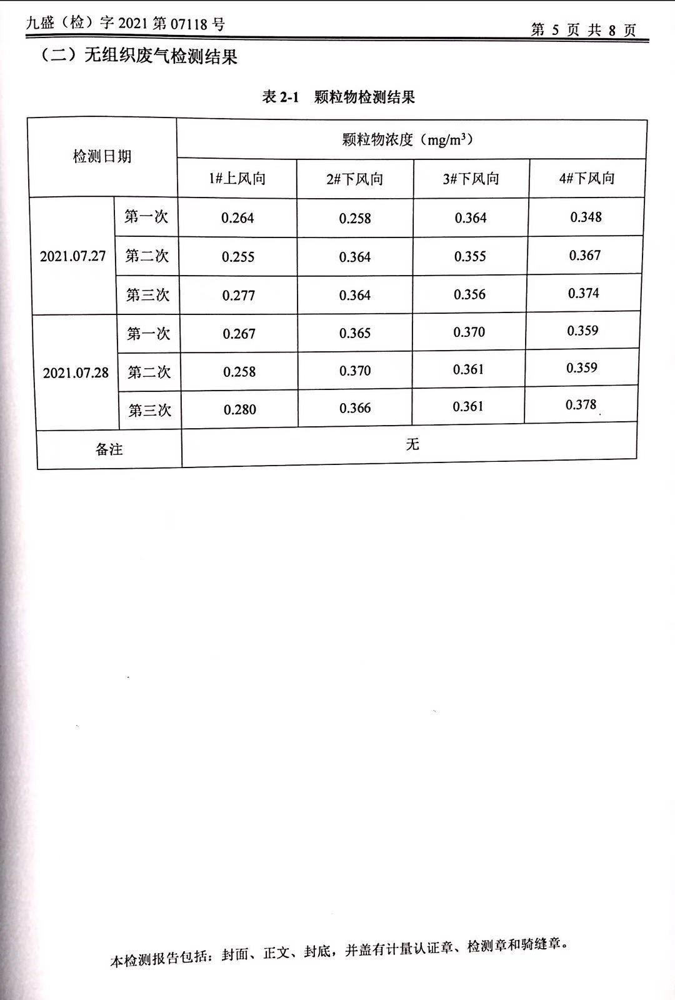 九盛（检）字 2021 第 07118 号
第 5 页 共 8 页
（二）无组织废气检测结果
表 2-1 颗粒物检测结果
检测日期 颗粒物浓度（mg/m³）
1#上风向 2#下风向 3#下风向 4#下风向
2021.07.27 第一次 0.264 0.258 0.364 0.348
第二次 0.255 0.364 0.355 0.367
第三次 0.277 0.364 0.356 0.374
2021.07.28 第一次 0.267 0.365 0.370 0.359
第二次 0.258 0.370 0.361 0.359
第三次 0.280 0.366 0.361 0.378
备注 无
本检测报告包括：封面、正文、封底，并盖有计量认证章、检测章和骑缝章。